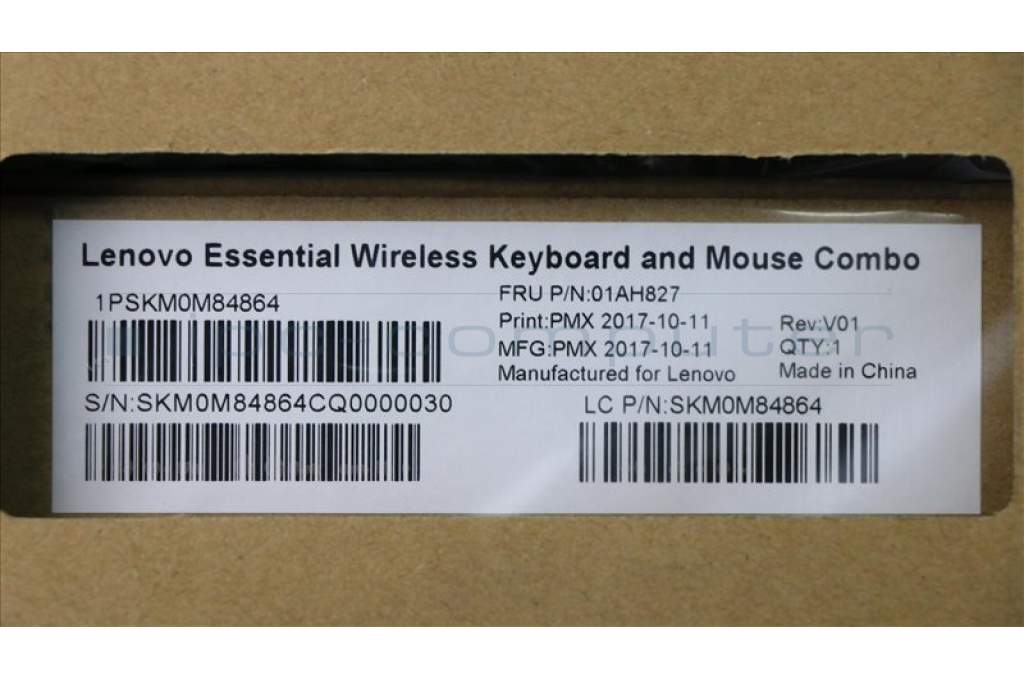 Lenovo Essential Wireless Keyboard and Mouse Combo
1PSKM0M84864
FRU P/N:01AH827
Print:PMX 2017-10-11
Rev:V01
MFG:PMX 2017-10-11
QTY:1
Manufactured for Lenovo
Made in China
S/N:SKM0M84864CQ0000030
LC P/N:SKM0M84864